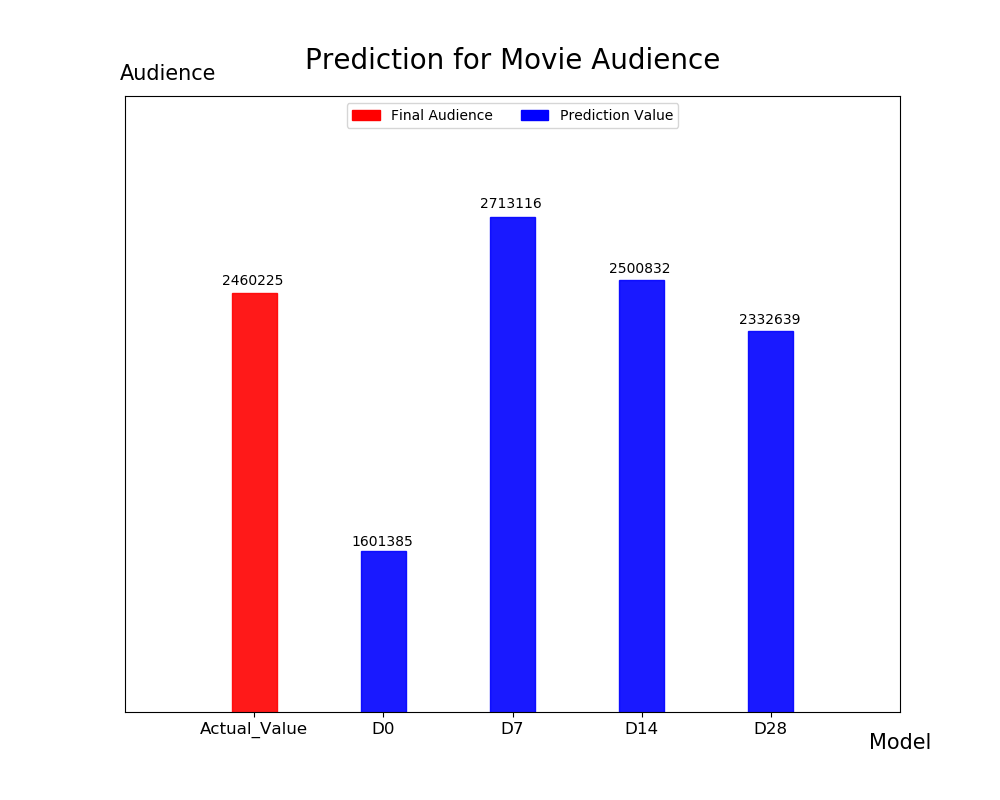 Prediction for Movie Audience
Audience
Final Audience Prediction Value
2713116
2500832
2460225
2332639
1601385
Actual_Value D0 D7 D14 D28
Model